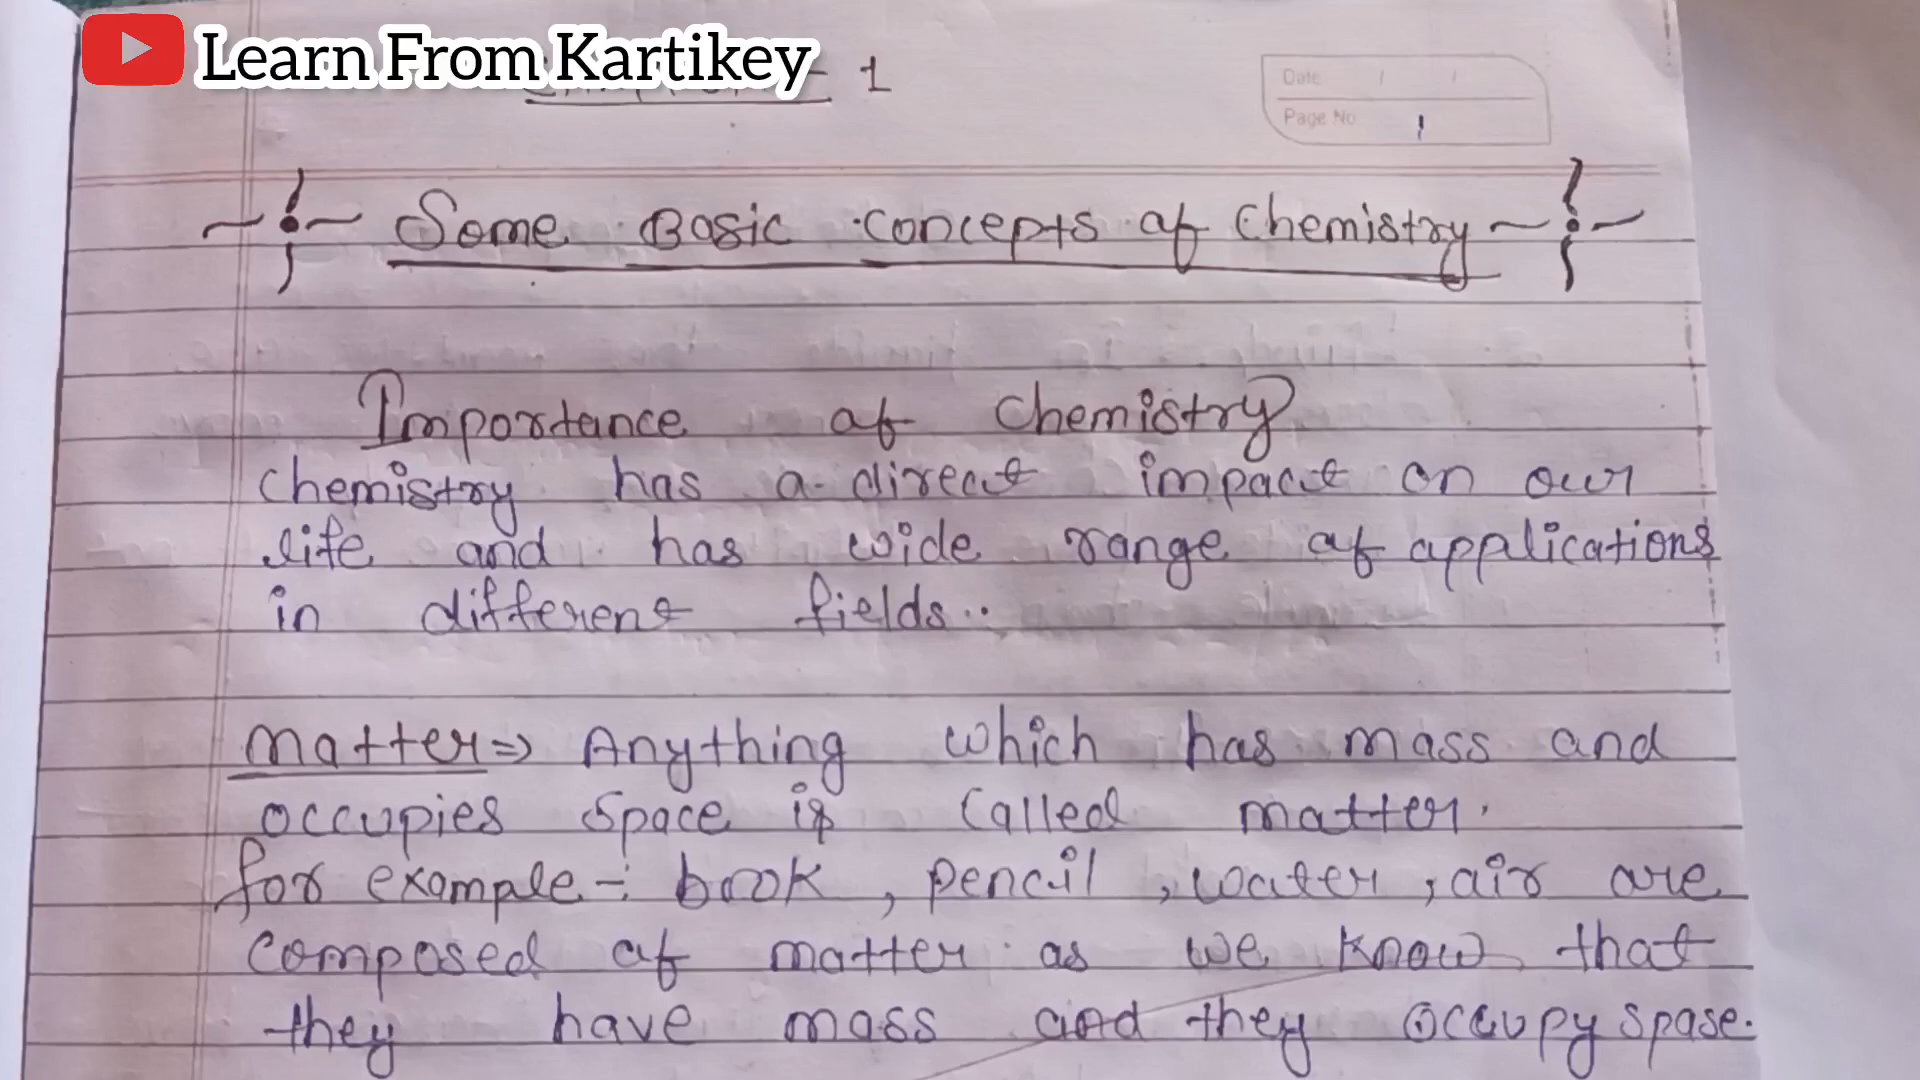 Learn From Kartikey
1
Date / /
Page No 1
Some Basic Concepts of Chemistry
Importance of Chemistry
Chemistry has a direct impact on our
life and has wide range of applications
in different fields..
Matter ⇒ Anything which has mass and
occupies space is called matter.
for example -: book, pencil, water, air are
composed of matter as we know that
they have mass and they occupy spase.